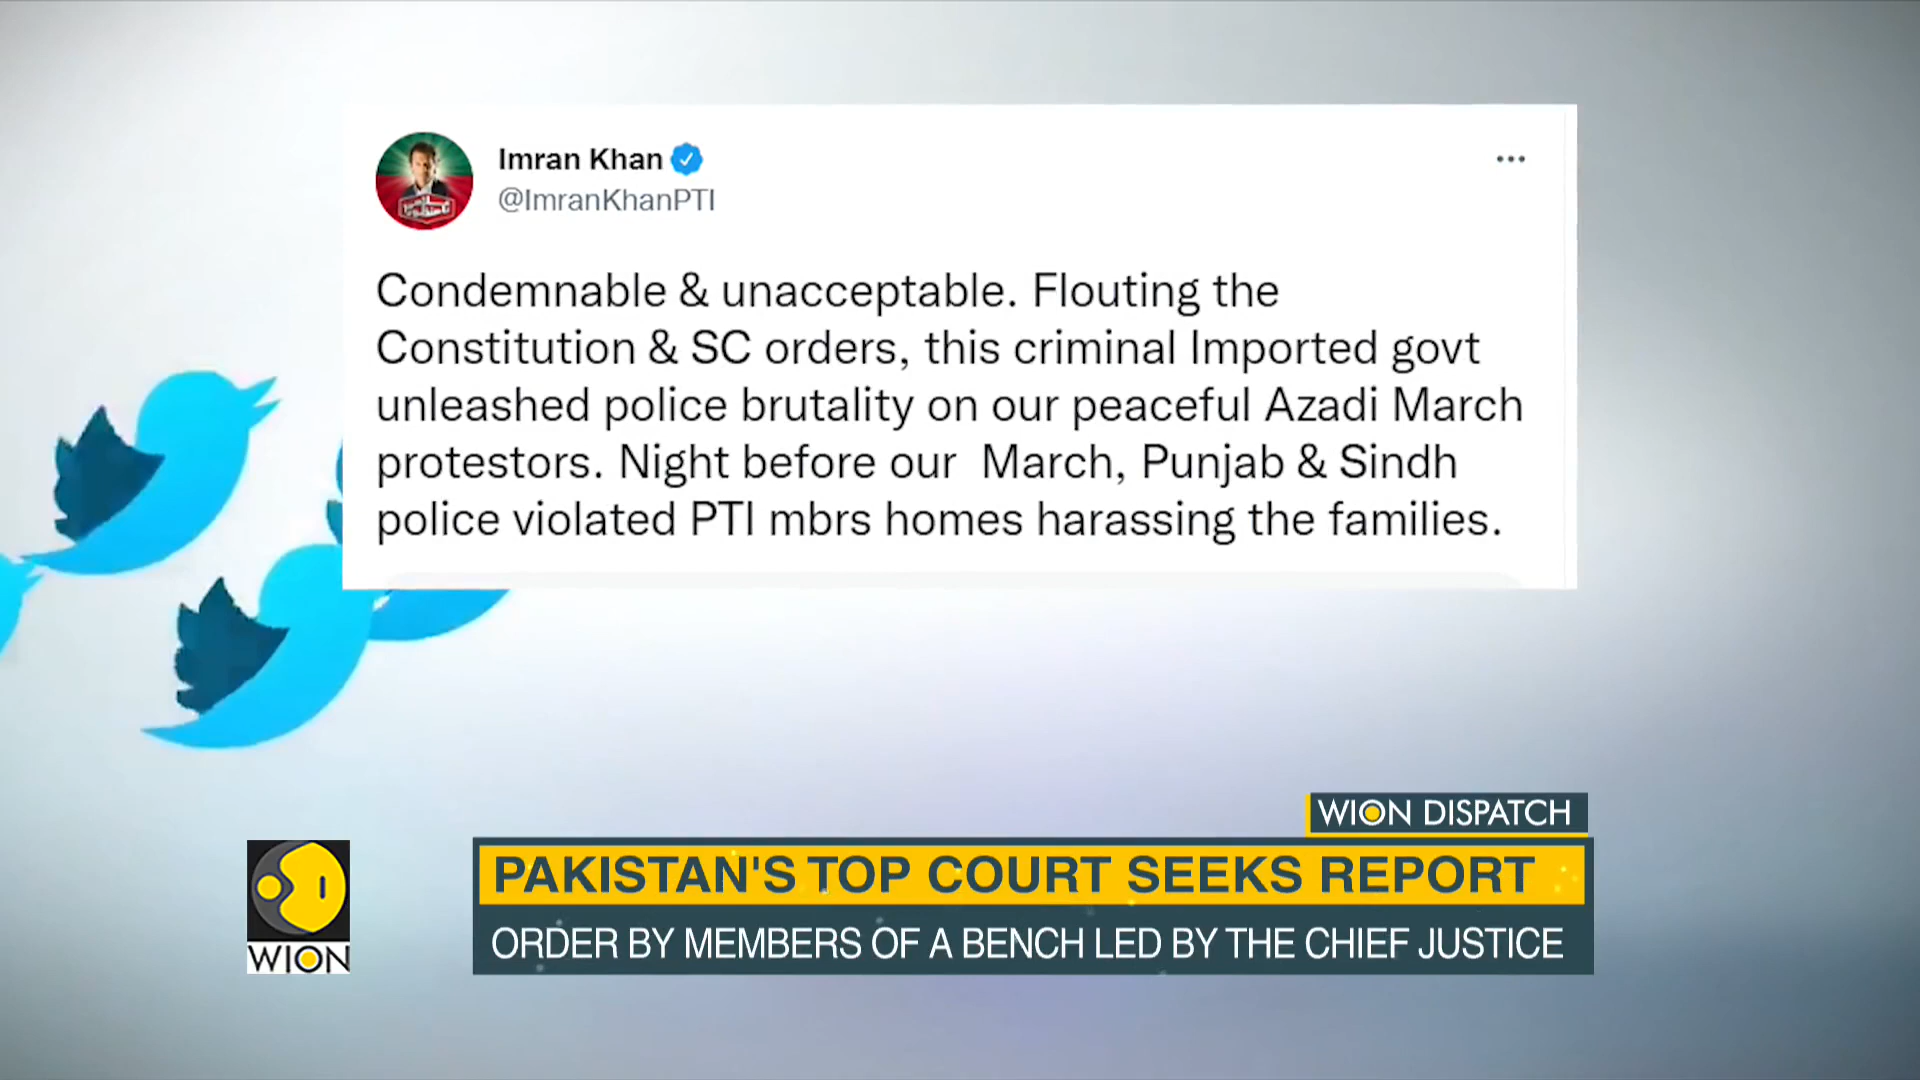 Imran Khan
@ImranKhanPTI
Condemnable & unacceptable. Flouting the
Constitution & SC orders, this criminal Imported govt
unleashed police brutality on our peaceful Azadi March
protestors. Night before our  March, Punjab & Sindh
police violated PTI mbrs homes harassing the families.
WION DISPATCH
PAKISTAN'S TOP COURT SEEKS REPORT
ORDER BY MEMBERS OF A BENCH LED BY THE CHIEF JUSTICE
WION